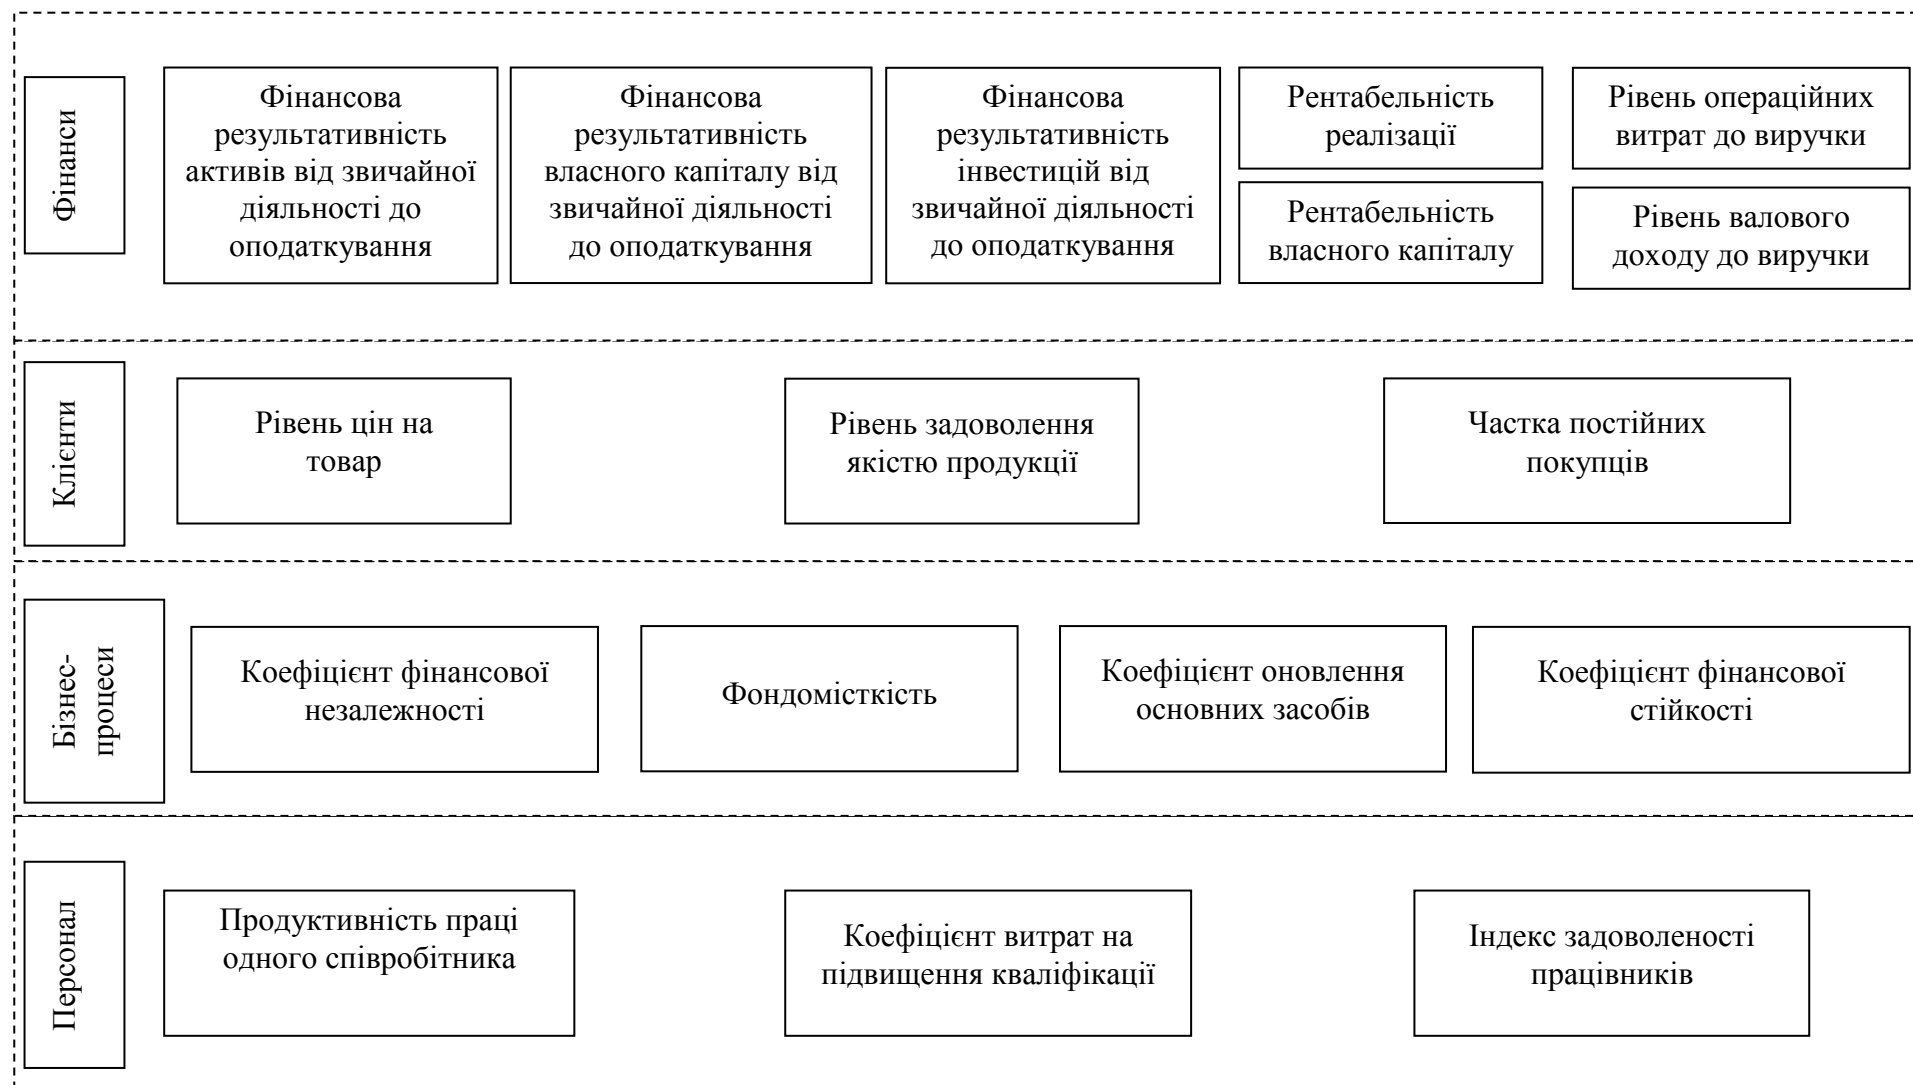 Фінанси
Фінансова
результативність
активів від звичайної
діяльності до
оподаткування
Фінансова
результативність
власного капіталу від
звичайної діяльності
до оподаткування
Фінансова
результативність
інвестицій від
звичайної діяльності
до оподаткування
Рентабельність
реалізації
Рентабельність
власного капіталу
Рівень операційних
витрат до виручки
Рівень валового
доходу до виручки
Клієнти
Рівень цін на
товар
Рівень задоволення
якістю продукції
Частка постійних
покупців
Бізнес-
процеси
Коефіцієнт фінансової
незалежності
Фондомісткість
Коефіцієнт оновлення
основних засобів
Коефіцієнт фінансової
стійкості
Персонал
Продуктивність праці
одного співробітника
Коефіцієнт витрат на
підвищення кваліфікації
Індекс задоволеності
працівників